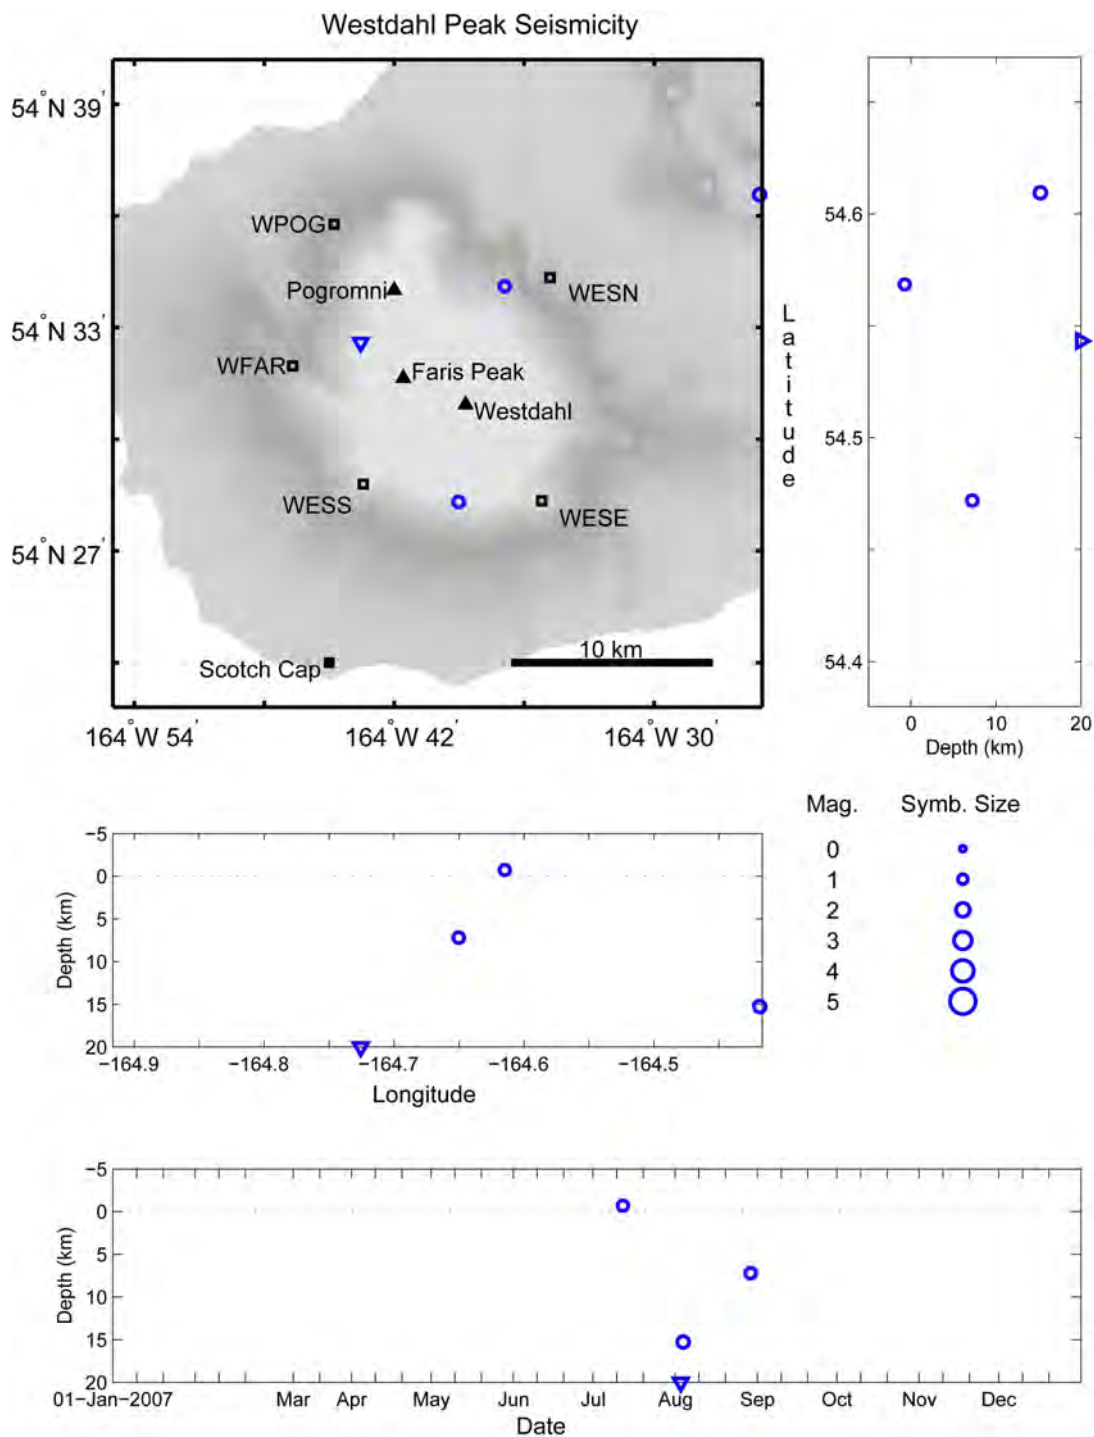 Westdahl Peak Seismicity
54°N 39'
54°N 33'
54°N 27'
WPOG
Pogromni
WESN
WFAR
Faris Peak
Westdahl
WESS
WESE
Scotch Cap
10 km
164°W 54'
164°W 42'
164°W 30'
Latitude
54.6
54.5
54.4
0 10 20
Depth (km)
Mag. Symb. Size
0
1
2
3
4
5
−5
0
5
10
15
20
Depth (km)
−164.9 −164.8 −164.7 −164.6 −164.5
Longitude
−5
0
5
10
15
20
Depth (km)
01−Jan−2007 Mar Apr May Jun Jul Aug Sep Oct Nov Dec
Date